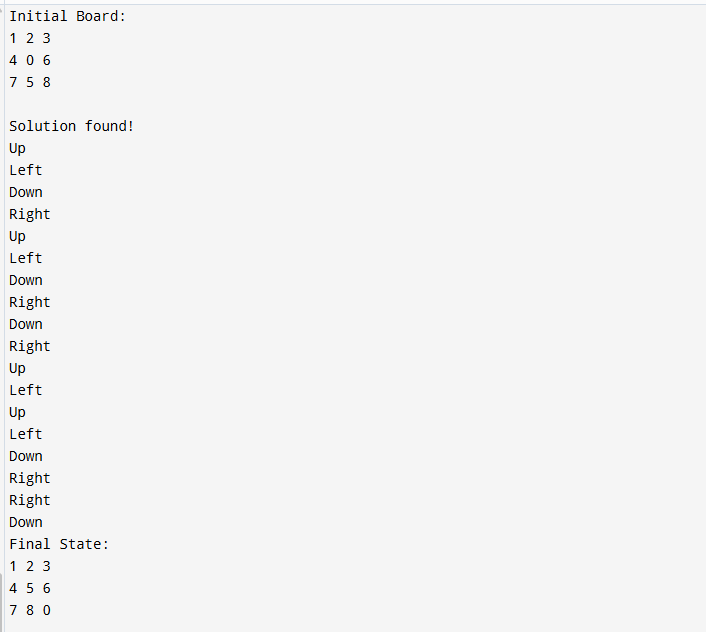 Initial Board:
1 2 3
4 0 6
7 5 8
Solution found!
Up
Left
Down
Right
Up
Left
Down
Right
Down
Right
Up
Left
Up
Left
Down
Right
Right
Down
Final State:
1 2 3
4 5 6
7 8 0